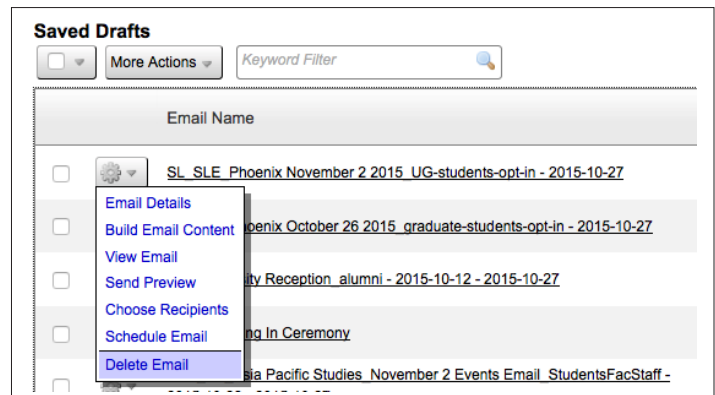 Saved Drafts
More Actions
Keyword Filter
Email Name
SL_SLE_Phoenix November 2 2015_UG-students-opt-in - 2015-10-27
Email Details
Build Email Content
hoenix October 26 2015_graduate-students-opt-in - 2015-10-27
View Email
Send Preview
ity Reception_alumni - 2015-10-12 - 2015-10-27
Choose Recipients
Schedule Email
ng In Ceremony
Delete Email
sia Pacific Studies_November 2 Events Email_StudentsFacStaff -